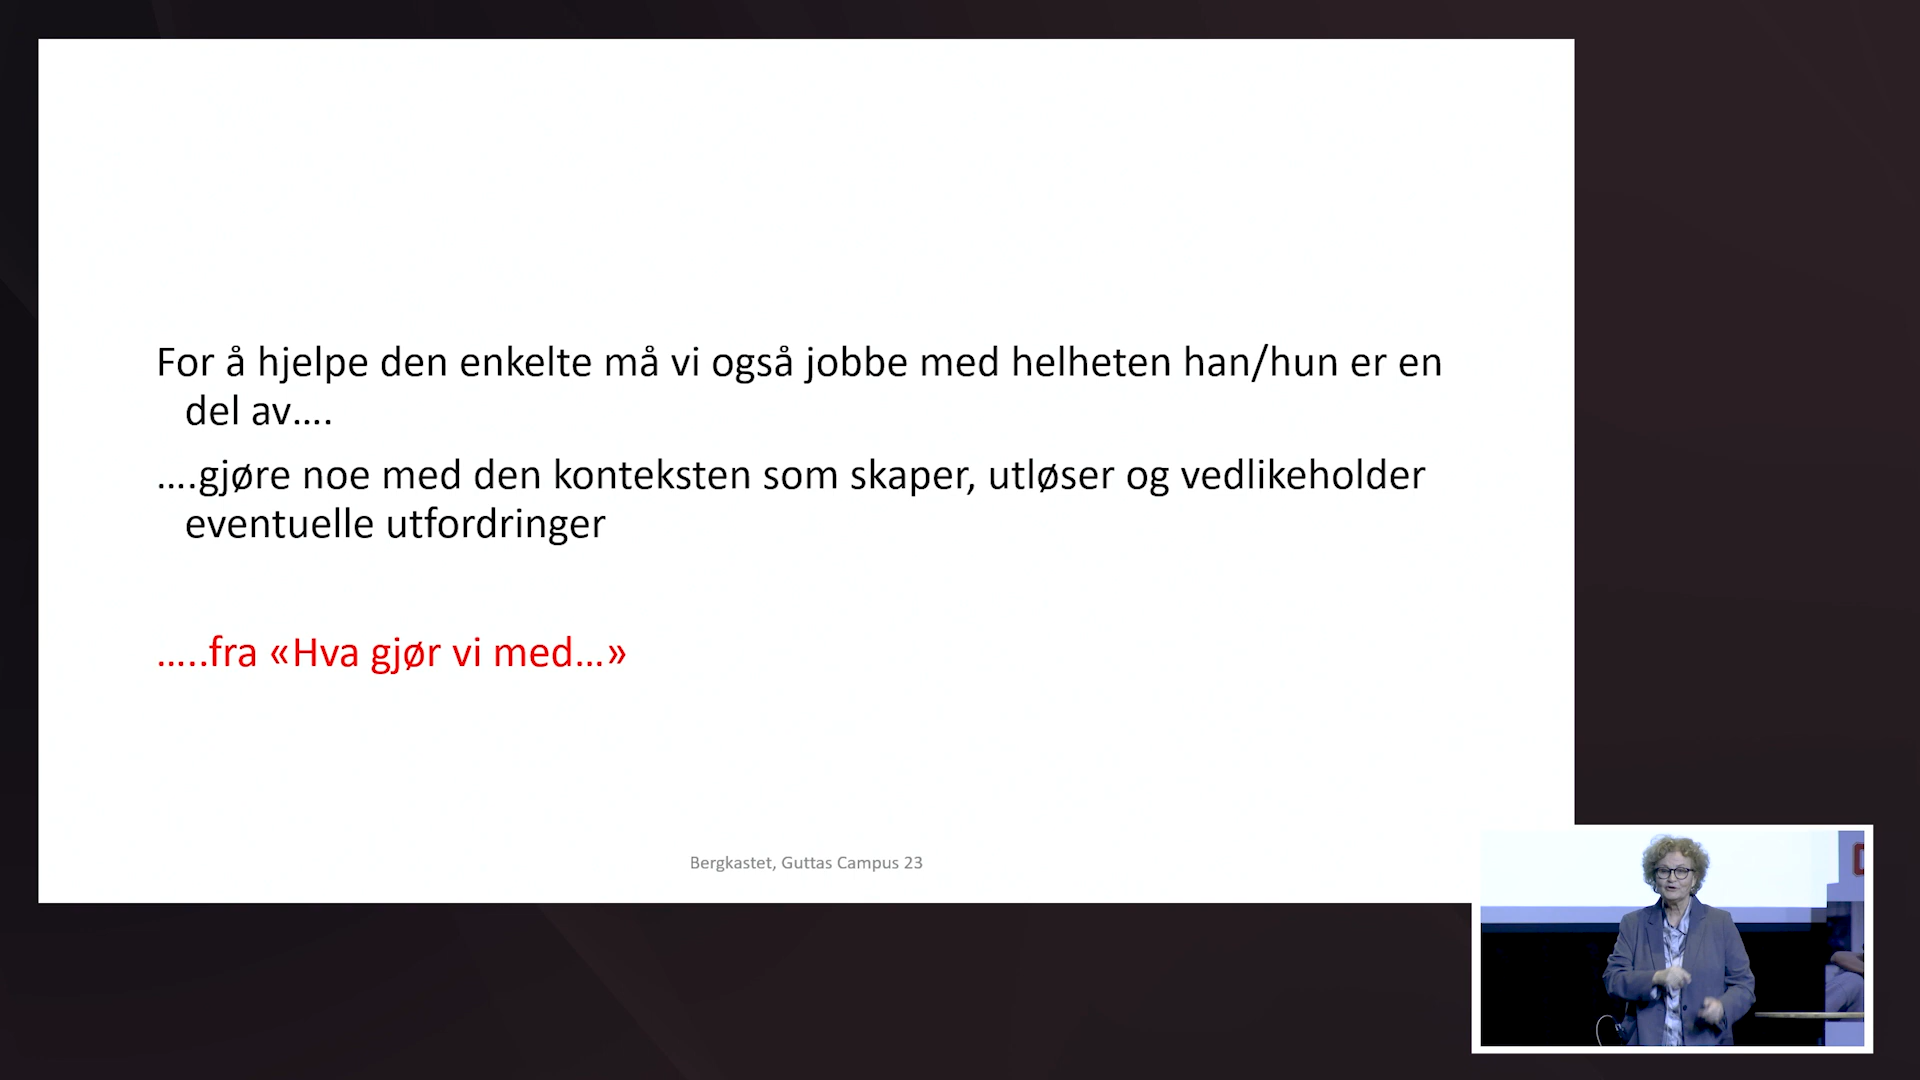 For å hjelpe den enkelte må vi også jobbe med helheten han/hun er en
del av....
....gjøre noe med den konteksten som skaper, utløser og vedlikeholder
eventuelle utfordringer
.....fra «Hva gjør vi med...»
Bergkastet, Guttas Campus 23